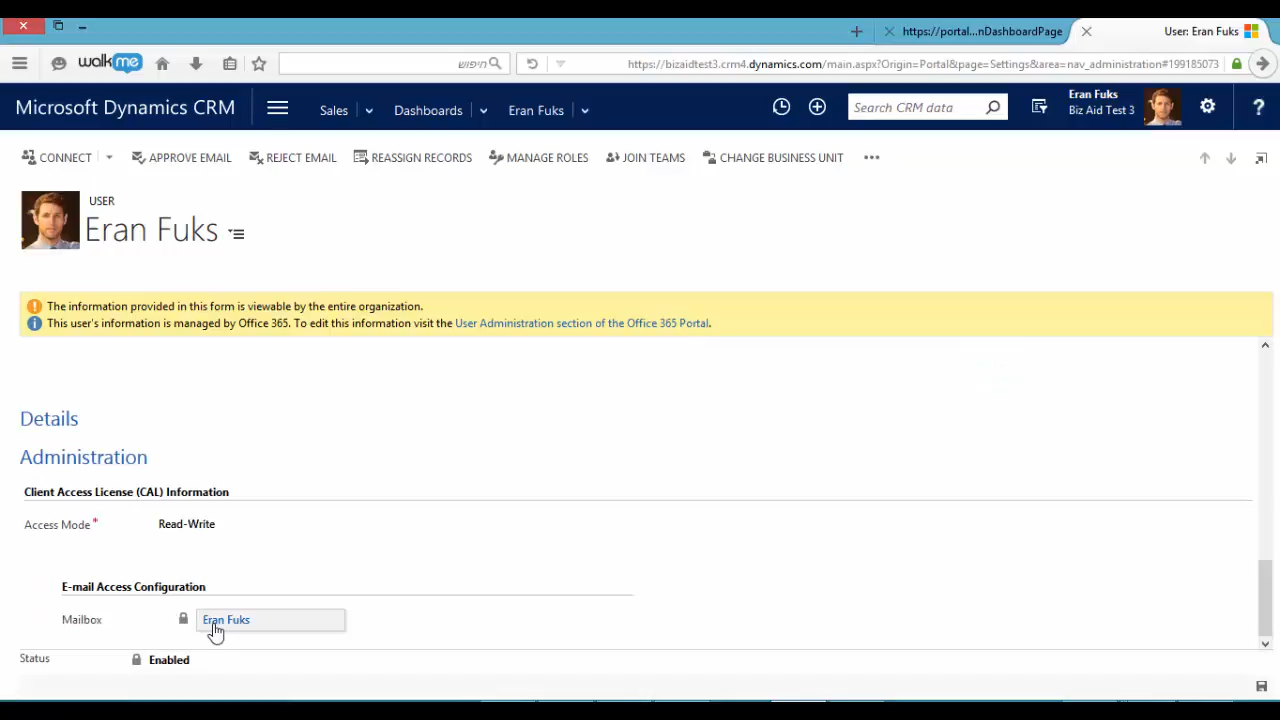 https://portal...nDashboardPage
User: Eran Fuks
walkme
חיפוש
https://bizaidtest3.crm4.dynamics.com/main.aspx?Origin=Portal&page=Settings&area=nav_administration#199185073
Microsoft Dynamics CRM
Sales
Dashboards
Eran Fuks
Search CRM data
Eran Fuks
Biz Aid Test 3
?
CONNECT
APPROVE EMAIL
REJECT EMAIL
REASSIGN RECORDS
MANAGE ROLES
JOIN TEAMS
CHANGE BUSINESS UNIT
•••
USER
Eran Fuks
The information provided in this form is viewable by the entire organization.
This user's information is managed by Office 365. To edit this information visit the User Administration section of the Office 365 Portal.
Details
Administration
Client Access License (CAL) Information
Access Mode * Read-Write
E-mail Access Configuration
Mailbox Eran Fuks
Status Enabled